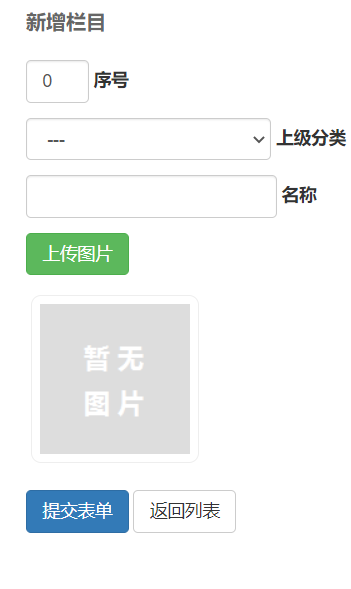 新增栏目
0 序号
--- 上级分类
名称
上传图片
暂无
图片
提交表单 返回列表